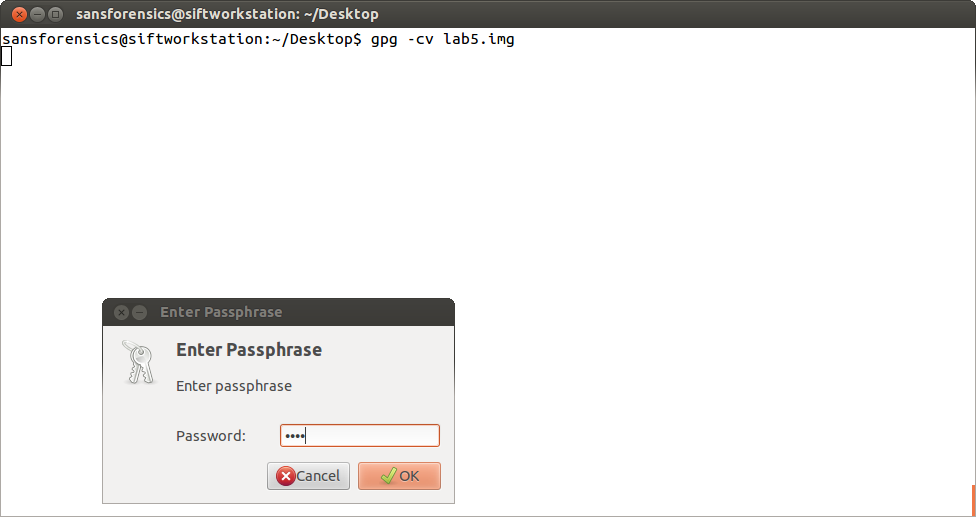 sansforensics@siftworkstation: ~/Desktop
sansforensics@siftworkstation:~/Desktop$ gpg -cv lab5.img
Enter Passphrase
Enter Passphrase
Enter passphrase
Password: ••••
Cancel OK